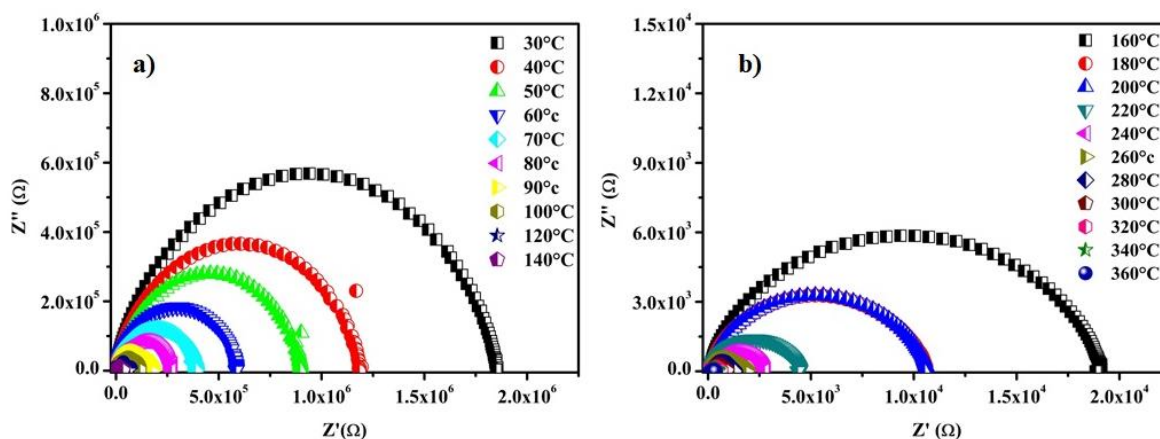 a)
1.0x10⁶
8.0x10⁵
6.0x10⁵
4.0x10⁵
2.0x10⁵
0.0
Z'' (Ω)
0.0
5.0x10⁵
1.0x10⁶
1.5x10⁶
2.0x10⁶
Z'(Ω)
30°C
40°C
50°C
60°c
70°C
80°c
90°c
100°C
120°C
140°C
b)
1.5x10⁴
1.2x10⁴
9.0x10³
6.0x10³
3.0x10³
0.0
Z'' (Ω)
0.0
5.0x10³
1.0x10⁴
1.5x10⁴
2.0x10⁴
Z' (Ω)
160°C
180°C
200°C
220°C
240°C
260°c
280°C
300°C
320°C
340°C
360°C